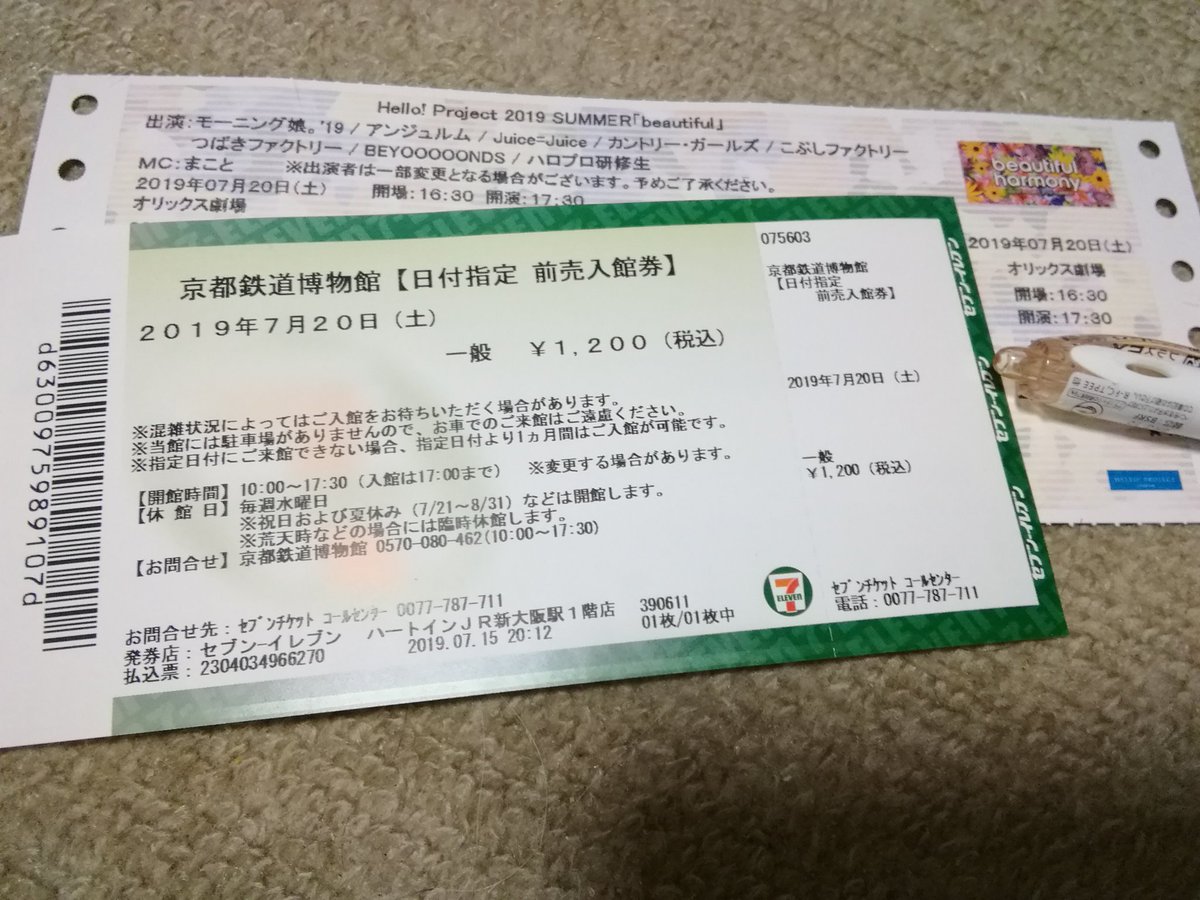 Hello! Project 2019 SUMMER「beautiful」
出演:モーニング娘。'19 / アンジュルム / Juice=Juice / カントリー・ガールズ / こぶしファクトリー
つばきファクトリー / BEYOOOOONDS / ハロプロ研修生
MC:まこと ※出演者は一部変更となる場合がございます。予めご了承ください。
2019年07月20日(土) 開場:16:30 開演:17:30
オリックス劇場
beautiful
harmony
2019年07月20日(土)
オリックス劇場
開場:16:30
開演:17:30
京都鉄道博物館【日付指定 前売入館券】
2019年7月20日(土)
一般 ¥1,200(税込)
※混雑状況によってはご入館をお待ちいただく場合があります。
※当館には駐車場がありませんので、お車でのご来館はご遠慮ください。
※指定日付にご来館できない場合、指定日付より1ヵ月間はご入館が可能です。
【開館時間】10:00~17:30(入館は17:00まで) ※変更する場合があります。
【休 館 日】毎週水曜日
※祝日および夏休み(7/21~8/31)などは開館します。
※荒天時などの場合には臨時休館します。
【お問合せ】京都鉄道博物館 0570-080-462(10:00~17:30)
お問合せ先:セブンチケット コールセンター 0077-787-711
発券店:セブン-イレブン ハートインJR新大阪駅1階店
払込票:2304034966270 2019.07.15 20:12
390611
01枚/01枚中
d6300975989107d
075603
京都鉄道博物館
【日付指定
前売入館券】
2019年7月20日(土)
一般
¥1,200(税込)
7
ELEVEN
セブンチケット コールセンター
電話:0077-787-711
セブン-イレブン
セブン-イレブン
セブン-イレブン